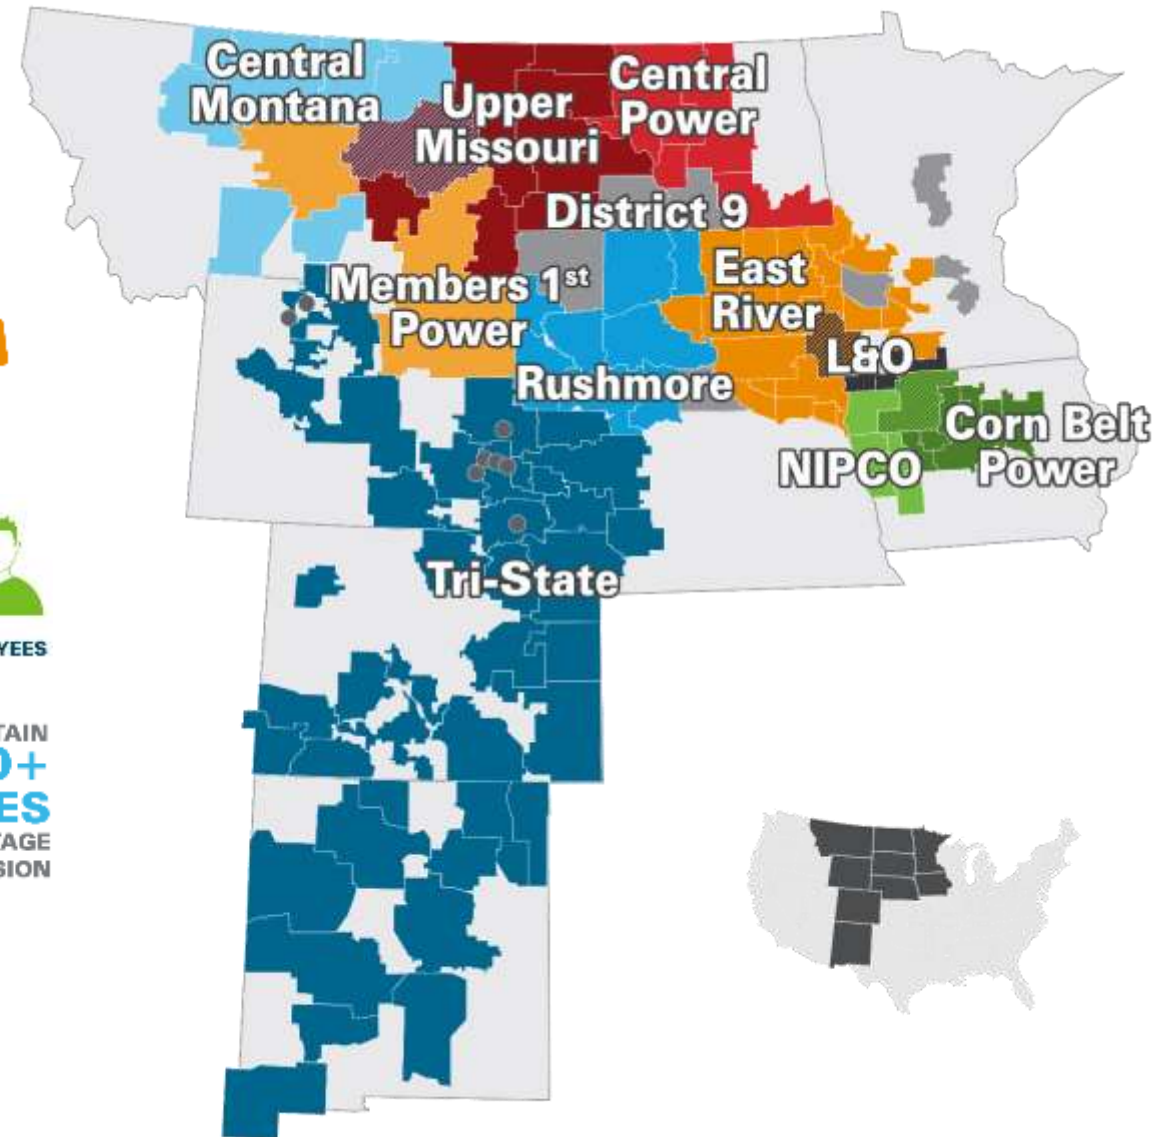 Central
Montana
Upper
Missouri
Central
Power
District 9
Members 1st
Power
East
River
L&O
Rushmore
NIPCO
Corn Belt
Power
Tri-State
YEES
TAIN
0+
ES
TAGE
SION